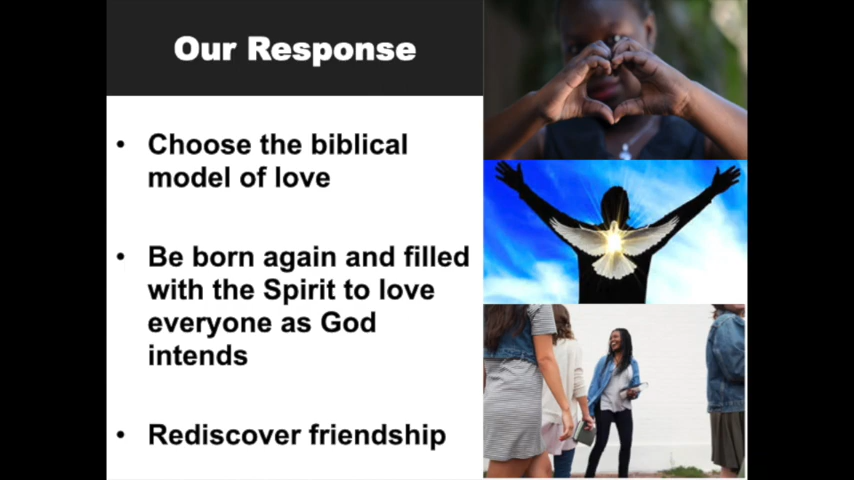 Our Response
• Choose the biblical
model of love
• Be born again and filled
with the Spirit to love
everyone as God
intends
• Rediscover friendship